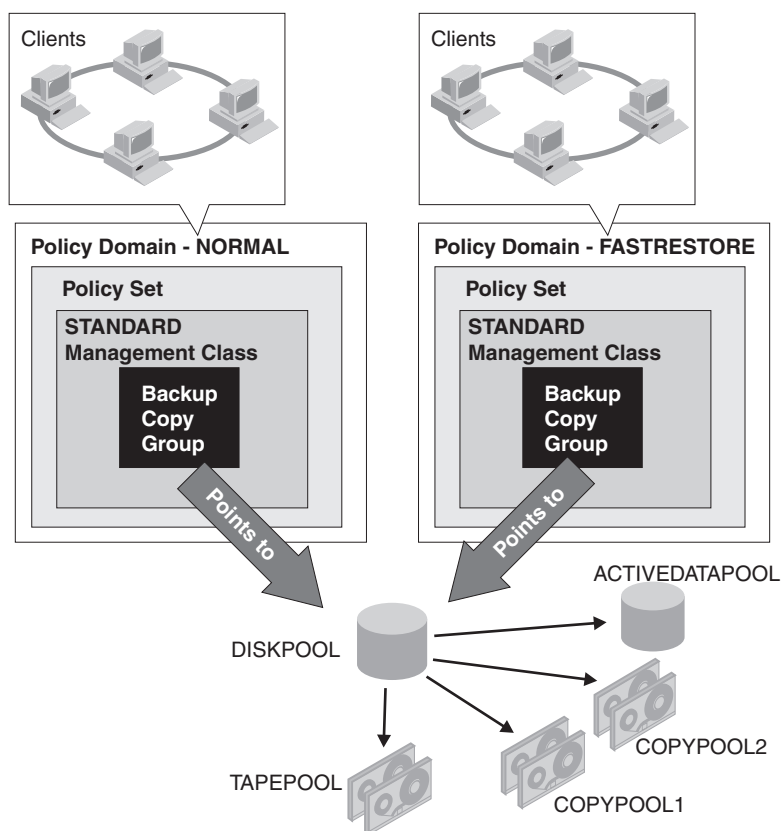 Clients
Clients
Policy Domain - NORMAL
Policy Set
STANDARD
Management Class
Backup
Copy
Group
Points to
Policy Domain - FASTRESTORE
Policy Set
STANDARD
Management Class
Backup
Copy
Group
Points to
ACTIVEDATAPOOL
DISKPOOL
COPYPOOL2
TAPEPOOL
COPYPOOL1